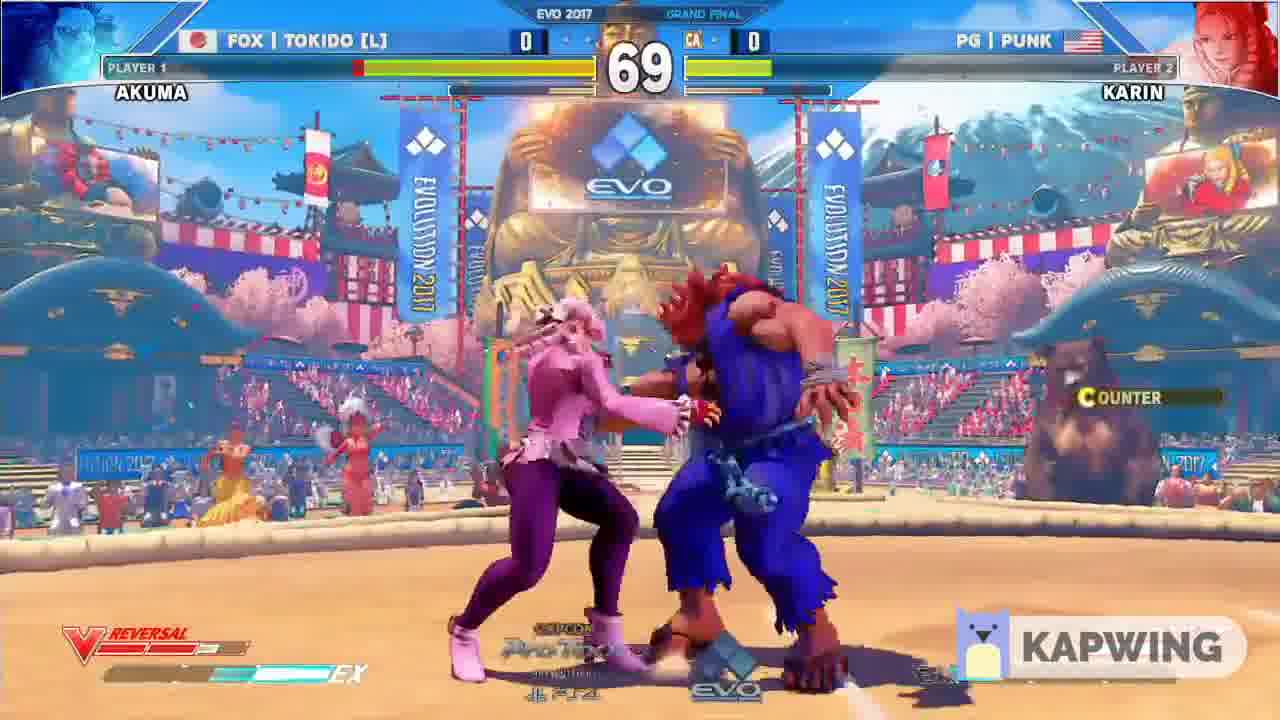 EVO 2017 GRAND FINAL
FOX | TOKIDO [L] 0 CA 0 PG | PUNK
PLAYER 1 69 PLAYER 2
AKUMA KARIN
EVO
EVOLUTION 2017 EVOLUTION 2017
COUNTER
REVERSAL
V
EX
CAPCOM
EVO
KAPWING